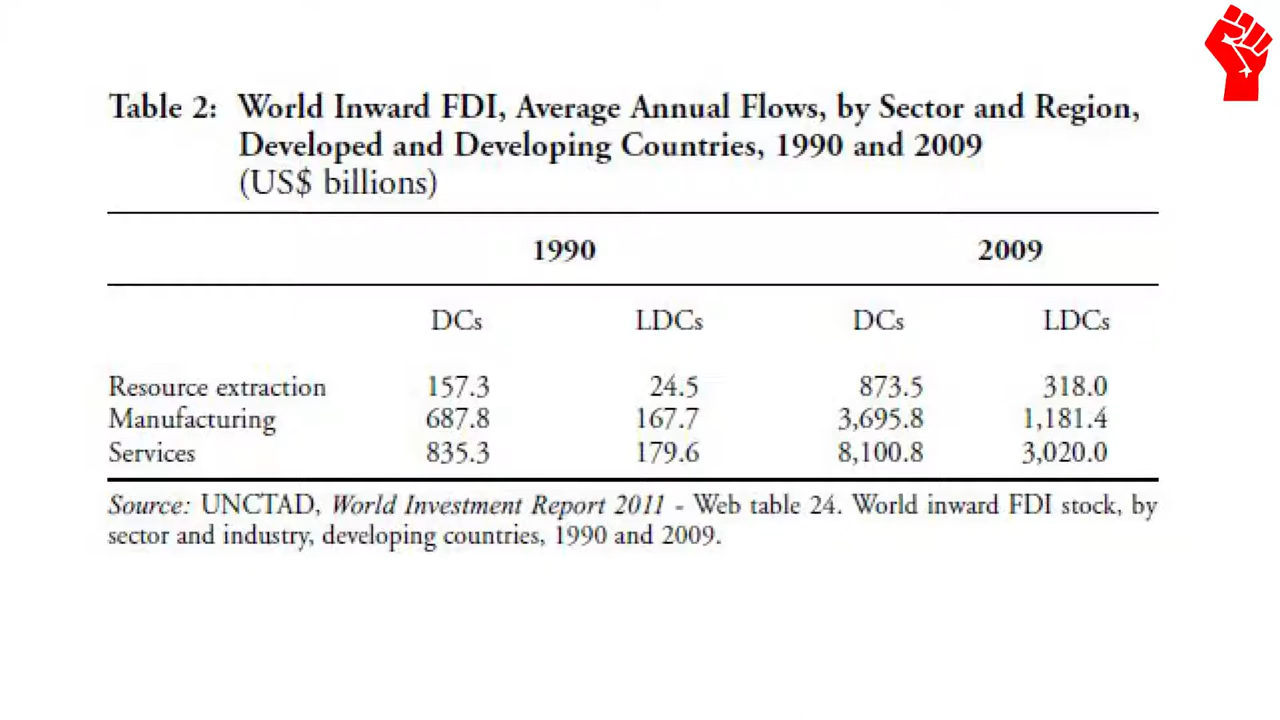 Table 2: World Inward FDI, Average Annual Flows, by Sector and Region,
Developed and Developing Countries, 1990 and 2009
(US$ billions)
1990 2009
DCs LDCs DCs LDCs
Resource extraction 157.3 24.5 873.5 318.0
Manufacturing 687.8 167.7 3,695.8 1,181.4
Services 835.3 179.6 8,100.8 3,020.0
Source: UNCTAD, World Investment Report 2011 - Web table 24. World inward FDI stock, by
sector and industry, developing countries, 1990 and 2009.